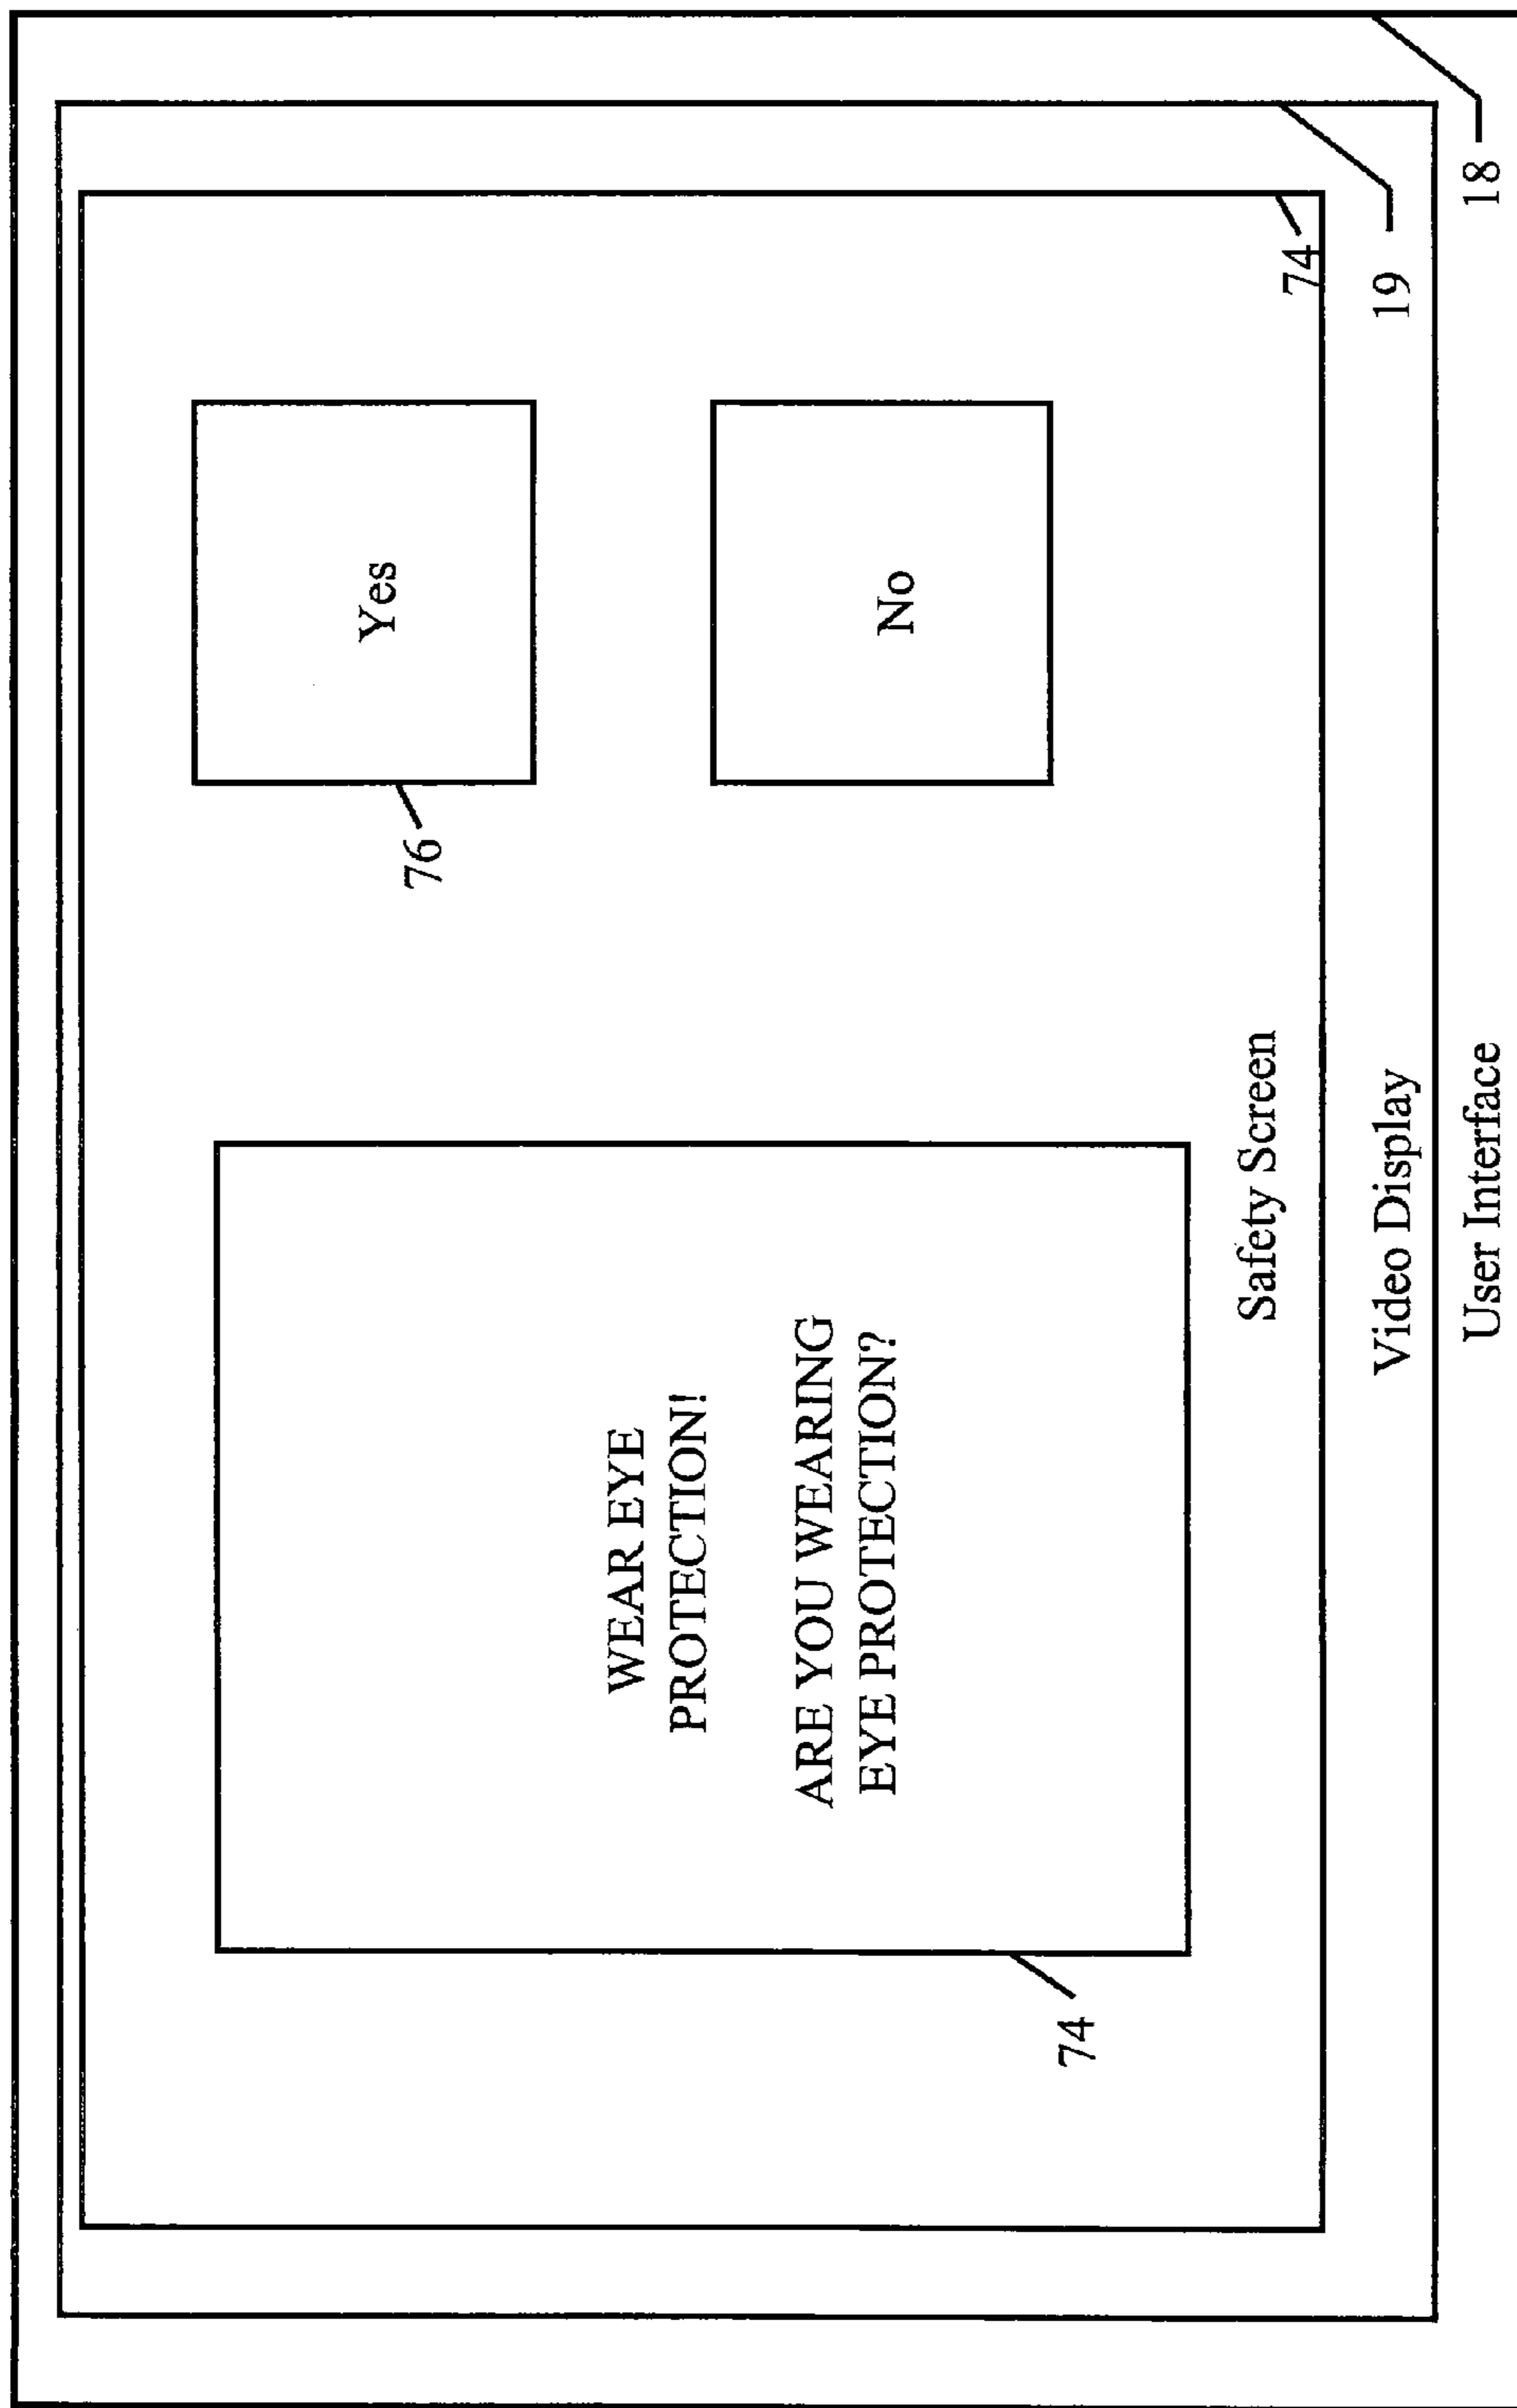 WEAR EYE
PROTECTION!
ARE YOU WEARING
EYE PROTECTION?
74
Yes
76
No
Safety Screen
74
Video Display
19
User Interface
18